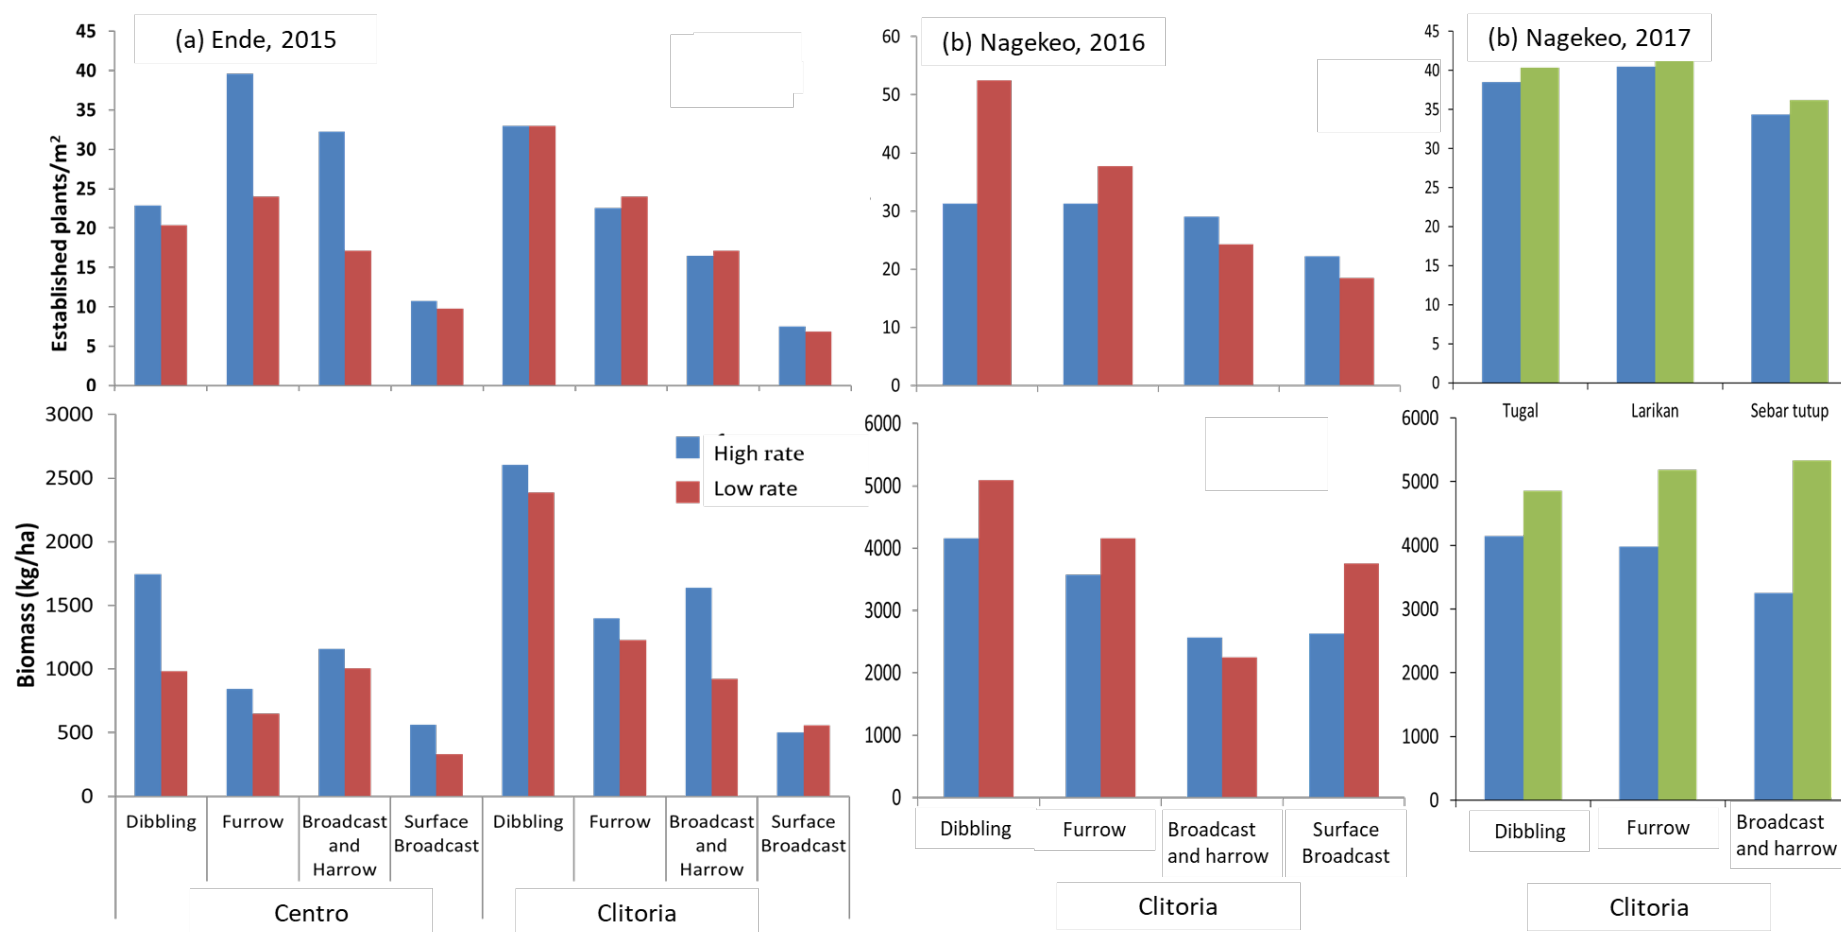 (a) Ende, 2015
(b) Nagekeo, 2016
(b) Nagekeo, 2017
Established plants/m²
45
40
35
30
25
20
15
10
5
0
60
50
40
30
20
10
0
45
40
35
30
25
20
15
10
5
0
Tugal
Larikan
Sebar tutup
Biomass (kg/ha)
3000
2500
2000
1500
1000
500
0
High rate
Low rate
6000
5000
4000
3000
2000
1000
0
6000
5000
4000
3000
2000
1000
0
Dibbling
Furrow
Broadcast
and
Harrow
Surface
Broadcast
Dibbling
Furrow
Broadcast
and
Harrow
Surface
Broadcast
Centro
Clitoria
Dibbling
Furrow
Broadcast
and harrow
Surface
Broadcast
Clitoria
Dibbling
Furrow
Broadcast
and harrow
Clitoria